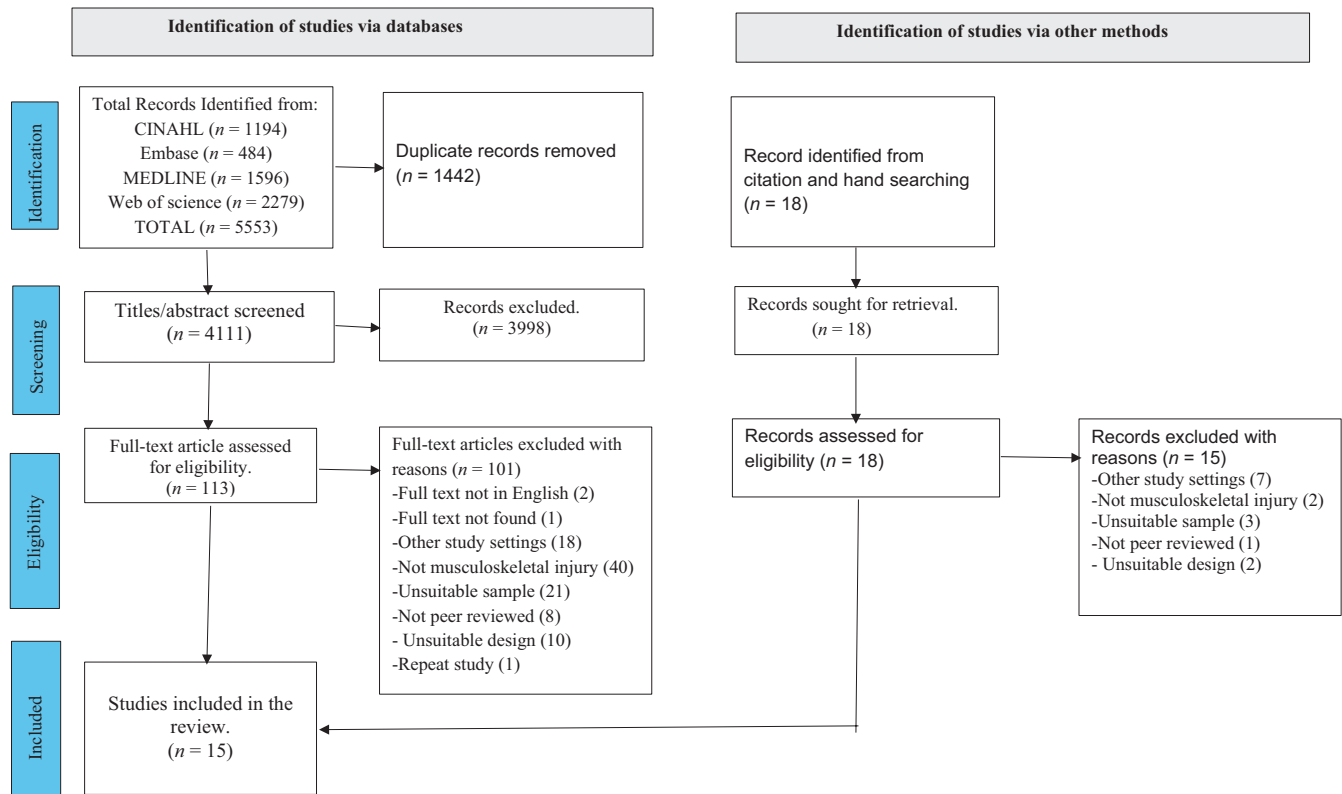 Identification of studies via databases
Identification of studies via other methods
Identification
Total Records Identified from:
CINAHL (n = 1194)
Embase (n = 484)
MEDLINE (n = 1596)
Web of science (n = 2279)
TOTAL (n = 5553)
Duplicate records removed
(n = 1442)
Record identified from
citation and hand searching
(n = 18)
Screening
Titles/abstract screened
(n = 4111)
Records excluded.
(n = 3998)
Records sought for retrieval.
(n = 18)
Eligibility
Full-text article assessed
for eligibility.
(n = 113)
Full-text articles excluded with
reasons (n = 101)
-Full text not in English (2)
-Full text not found (1)
-Other study settings (18)
-Not musculoskeletal injury (40)
-Unsuitable sample (21)
-Not peer reviewed (8)
- Unsuitable design (10)
-Repeat study (1)
Records assessed for
eligibility (n = 18)
Records excluded with
reasons (n = 15)
-Other study settings (7)
-Not musculoskeletal injury (2)
-Unsuitable sample (3)
-Not peer reviewed (1)
- Unsuitable design (2)
Included
Studies included in the
review.
(n = 15)